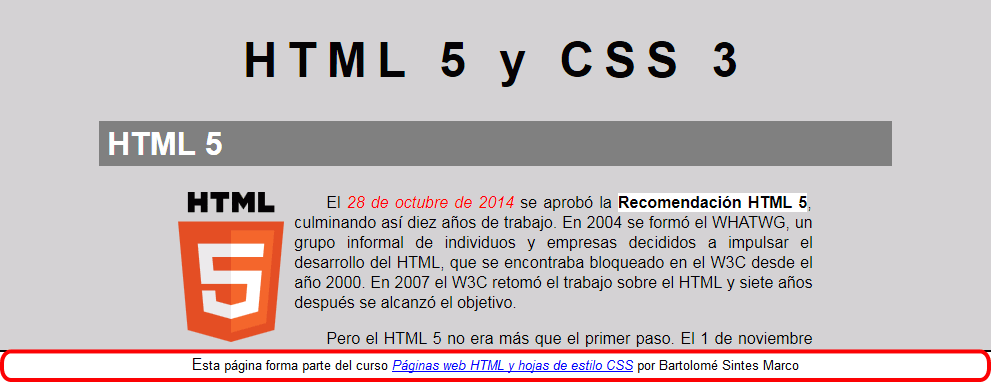 HTML 5 y CSS 3
HTML 5
HTML
5
El 28 de octubre de 2014 se aprobó la Recomendación HTML 5,
culminando así diez años de trabajo. En 2004 se formó el WHATWG, un
grupo informal de individuos y empresas decididos a impulsar el
desarrollo del HTML, que se encontraba bloqueado en el W3C desde el
año 2000. En 2007 el W3C retomó el trabajo sobre el HTML y siete años
después se alcanzó el objetivo.
Pero el HTML 5 no era más que el primer paso. El 1 de noviembre
Esta página forma parte del curso Páginas web HTML y hojas de estilo CSS por Bartolomé Sintes Marco